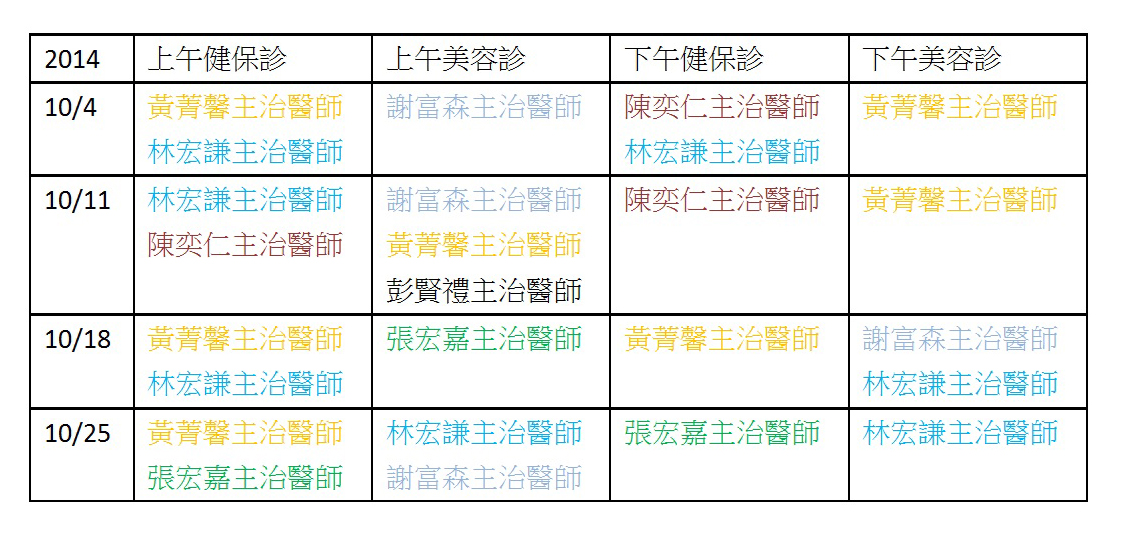 2014 上午健保診 上午美容診 下午健保診 下午美容診
10/4 黃菁馨主治醫師 謝富森主治醫師 陳奕仁主治醫師 黃菁馨主治醫師
林宏謙主治醫師 林宏謙主治醫師
10/11 林宏謙主治醫師 謝富森主治醫師 陳奕仁主治醫師 黃菁馨主治醫師
陳奕仁主治醫師 黃菁馨主治醫師
彭賢禮主治醫師
10/18 黃菁馨主治醫師 張宏嘉主治醫師 黃菁馨主治醫師 謝富森主治醫師
林宏謙主治醫師 林宏謙主治醫師
10/25 黃菁馨主治醫師 林宏謙主治醫師 張宏嘉主治醫師 林宏謙主治醫師
張宏嘉主治醫師 謝富森主治醫師